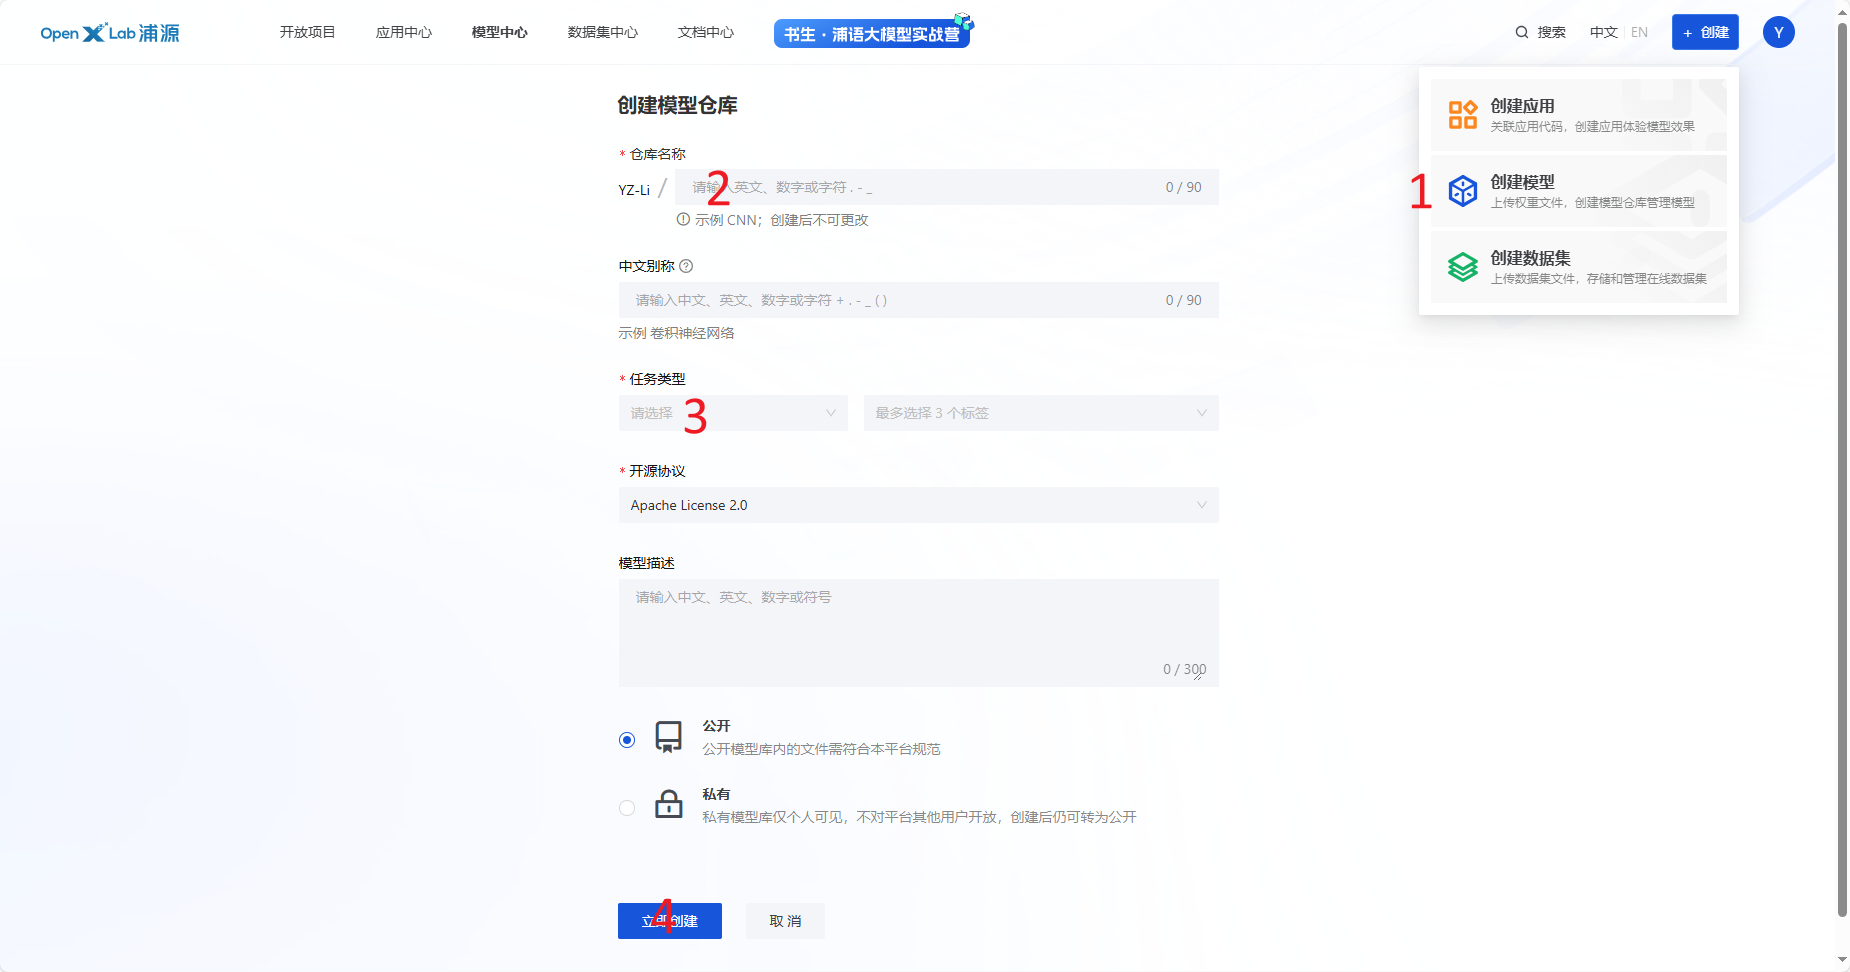 OpenXLab浦源
开放项目
应用中心
模型中心
数据集中心
文档中心
书生·浦语大模型实战营
搜索
中文 | EN
+ 创建
Y
创建应用
关联应用代码，创建应用体验模型效果
1
创建模型
上传权重文件，创建模型仓库管理模型
创建数据集
上传数据集文件，存储和管理在线数据集
创建模型仓库
* 仓库名称
YZ-Li /
请输入英文、数字或字符 . - _
2
0 / 90
示例 CNN；创建后不可更改
中文别称
请输入中文、英文、数字或字符 + . - _ ( )
0 / 90
示例 卷积神经网络
* 任务类型
请选择
3
最多选择 3 个标签
* 开源协议
Apache License 2.0
模型描述
请输入中文、英文、数字或符号
0 / 300
公开
公开模型库内的文件需符合本平台规范
私有
私有模型库仅个人可见，不对平台其他用户开放，创建后仍可转为公开
立即创建
4
取 消